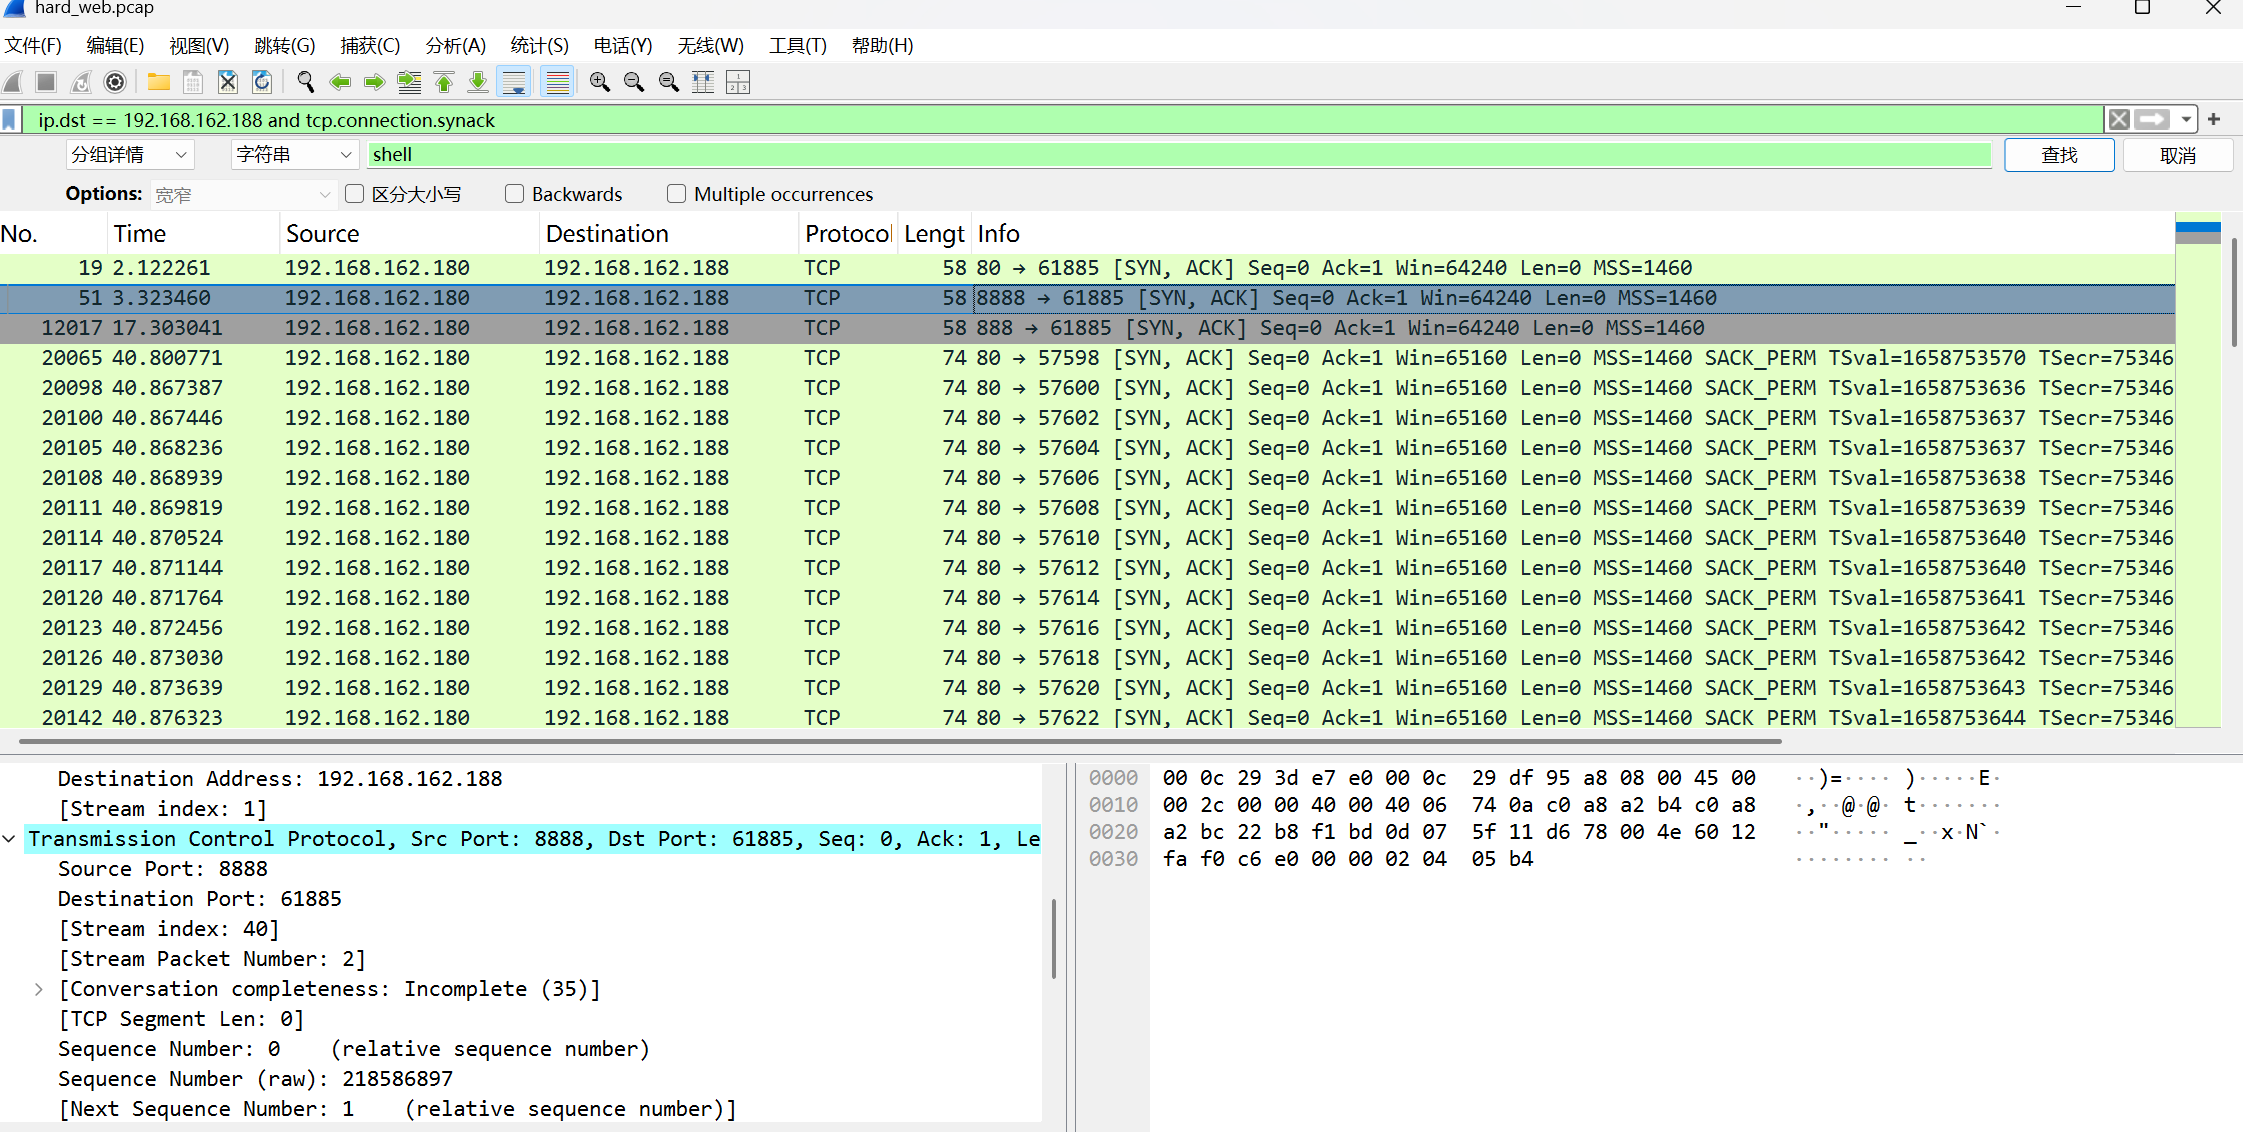 hard_web.pcap
文件(F) 编辑(E) 视图(V) 跳转(G) 捕获(C) 分析(A) 统计(S) 电话(Y) 无线(W) 工具(T) 帮助(H)
ip.dst == 192.168.162.188 and tcp.connection.synack
分组详情 字符串 shell 查找 取消
Options: 宽窄 区分大小写 Backwards Multiple occurrences
No. Time Source Destination Protocol Lengt Info
19 2.122261 192.168.162.180 192.168.162.188 TCP 58 80 → 61885 [SYN, ACK] Seq=0 Ack=1 Win=64240 Len=0 MSS=1460
51 3.323460 192.168.162.180 192.168.162.188 TCP 58 8888 → 61885 [SYN, ACK] Seq=0 Ack=1 Win=64240 Len=0 MSS=1460
12017 17.303041 192.168.162.180 192.168.162.188 TCP 58 888 → 61885 [SYN, ACK] Seq=0 Ack=1 Win=64240 Len=0 MSS=1460
20065 40.800771 192.168.162.180 192.168.162.188 TCP 74 80 → 57598 [SYN, ACK] Seq=0 Ack=1 Win=65160 Len=0 MSS=1460 SACK_PERM TSval=1658753570 TSecr=75346
20098 40.867387 192.168.162.180 192.168.162.188 TCP 74 80 → 57600 [SYN, ACK] Seq=0 Ack=1 Win=65160 Len=0 MSS=1460 SACK_PERM TSval=1658753636 TSecr=75346
20100 40.867446 192.168.162.180 192.168.162.188 TCP 74 80 → 57602 [SYN, ACK] Seq=0 Ack=1 Win=65160 Len=0 MSS=1460 SACK_PERM TSval=1658753637 TSecr=75346
20105 40.868236 192.168.162.180 192.168.162.188 TCP 74 80 → 57604 [SYN, ACK] Seq=0 Ack=1 Win=65160 Len=0 MSS=1460 SACK_PERM TSval=1658753637 TSecr=75346
20108 40.868939 192.168.162.180 192.168.162.188 TCP 74 80 → 57606 [SYN, ACK] Seq=0 Ack=1 Win=65160 Len=0 MSS=1460 SACK_PERM TSval=1658753638 TSecr=75346
20111 40.869819 192.168.162.180 192.168.162.188 TCP 74 80 → 57608 [SYN, ACK] Seq=0 Ack=1 Win=65160 Len=0 MSS=1460 SACK_PERM TSval=1658753639 TSecr=75346
20114 40.870524 192.168.162.180 192.168.162.188 TCP 74 80 → 57610 [SYN, ACK] Seq=0 Ack=1 Win=65160 Len=0 MSS=1460 SACK_PERM TSval=1658753640 TSecr=75346
20117 40.871144 192.168.162.180 192.168.162.188 TCP 74 80 → 57612 [SYN, ACK] Seq=0 Ack=1 Win=65160 Len=0 MSS=1460 SACK_PERM TSval=1658753640 TSecr=75346
20120 40.871764 192.168.162.180 192.168.162.188 TCP 74 80 → 57614 [SYN, ACK] Seq=0 Ack=1 Win=65160 Len=0 MSS=1460 SACK_PERM TSval=1658753641 TSecr=75346
20123 40.872456 192.168.162.180 192.168.162.188 TCP 74 80 → 57616 [SYN, ACK] Seq=0 Ack=1 Win=65160 Len=0 MSS=1460 SACK_PERM TSval=1658753642 TSecr=75346
20126 40.873030 192.168.162.180 192.168.162.188 TCP 74 80 → 57618 [SYN, ACK] Seq=0 Ack=1 Win=65160 Len=0 MSS=1460 SACK_PERM TSval=1658753642 TSecr=75346
20129 40.873639 192.168.162.180 192.168.162.188 TCP 74 80 → 57620 [SYN, ACK] Seq=0 Ack=1 Win=65160 Len=0 MSS=1460 SACK_PERM TSval=1658753643 TSecr=75346
20142 40.876323 192.168.162.180 192.168.162.188 TCP 74 80 → 57622 [SYN, ACK] Seq=0 Ack=1 Win=65160 Len=0 MSS=1460 SACK_PERM TSval=1658753644 TSecr=75346
Destination Address: 192.168.162.188
[Stream index: 1]
Transmission Control Protocol, Src Port: 8888, Dst Port: 61885, Seq: 0, Ack: 1, Le
Source Port: 8888
Destination Port: 61885
[Stream index: 40]
[Stream Packet Number: 2]
[Conversation completeness: Incomplete (35)]
[TCP Segment Len: 0]
Sequence Number: 0 (relative sequence number)
Sequence Number (raw): 218586897
[Next Sequence Number: 1 (relative sequence number)]
0000 00 0c 29 3d e7 e0 00 0c 29 df 95 a8 08 00 45 00 ··)=···· )·····E·
0010 00 2c 00 00 40 00 40 06 74 0a c0 a8 a2 b4 c0 a8 ·,··@·@· t·······
0020 a2 bc 22 b8 f1 bd 0d 07 5f 11 d6 78 00 4e 60 12 ··"····· _··x·N`·
0030 fa f0 c6 e0 00 00 02 04 05 b4 ········ ··